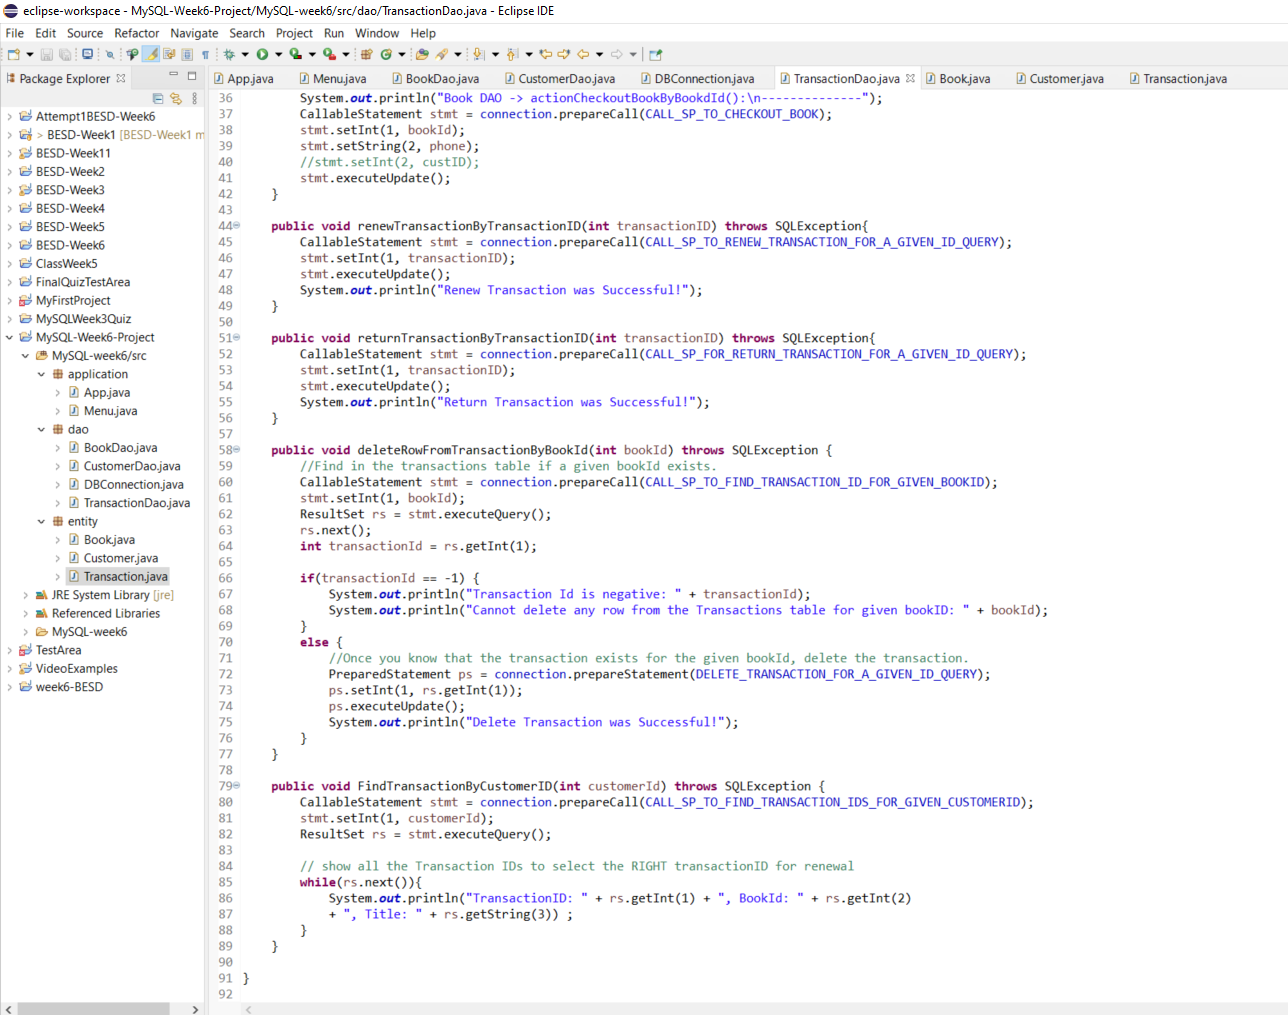 eclipse-workspace - MySQL-Week6-Project/MySQL-week6/src/dao/TransactionDao.java - Eclipse IDE
File Edit Source Refactor Navigate Search Project Run Window Help
Package Explorer
App.java Menu.java BookDao.java CustomerDao.java DBConnection.java TransactionDao.java Book.java Customer.java Transaction.java
Attempt1BESD-Week6
> BESD-Week1 [BESD-Week1 m
BESD-Week11
BESD-Week2
BESD-Week3
BESD-Week4
BESD-Week5
BESD-Week6
ClassWeek5
FinalQuizTestArea
MyFirstProject
MySQLWeek3Quiz
MySQL-Week6-Project
MySQL-week6/src
application
App.java
Menu.java
dao
BookDao.java
CustomerDao.java
DBConnection.java
TransactionDao.java
entity
Book.java
Customer.java
Transaction.java
JRE System Library [jre]
Referenced Libraries
MySQL-week6
TestArea
VideoExamples
week6-BESD
36 System.out.println("Book DAO -> actionCheckoutBookByBookdId():\n--------------");
37 CallableStatement stmt = connection.prepareCall(CALL_SP_TO_CHECKOUT_BOOK);
38 stmt.setInt(1, bookId);
39 stmt.setString(2, phone);
40 //stmt.setInt(2, custID);
41 stmt.executeUpdate();
42 }
43
44 public void renewTransactionByTransactionID(int transactionID) throws SQLException{
45 CallableStatement stmt = connection.prepareCall(CALL_SP_TO_RENEW_TRANSACTION_FOR_A_GIVEN_ID_QUERY);
46 stmt.setInt(1, transactionID);
47 stmt.executeUpdate();
48 System.out.println("Renew Transaction was Successful!");
49 }
50
51 public void returnTransactionByTransactionID(int transactionID) throws SQLException{
52 CallableStatement stmt = connection.prepareCall(CALL_SP_FOR_RETURN_TRANSACTION_FOR_A_GIVEN_ID_QUERY);
53 stmt.setInt(1, transactionID);
54 stmt.executeUpdate();
55 System.out.println("Return Transaction was Successful!");
56 }
57
58 public void deleteRowFromTransactionByBookId(int bookId) throws SQLException {
59 //Find in the transactions table if a given bookId exists.
60 CallableStatement stmt = connection.prepareCall(CALL_SP_TO_FIND_TRANSACTION_ID_FOR_GIVEN_BOOKID);
61 stmt.setInt(1, bookId);
62 ResultSet rs = stmt.executeQuery();
63 rs.next();
64 int transactionId = rs.getInt(1);
65
66 if(transactionId == -1) {
67 System.out.println("Transaction Id is negative: " + transactionId);
68 System.out.println("Cannot delete any row from the Transactions table for given bookID: " + bookId);
69 }
70 else {
71 //Once you know that the transaction exists for the given bookId, delete the transaction.
72 PreparedStatement ps = connection.prepareStatement(DELETE_TRANSACTION_FOR_A_GIVEN_ID_QUERY);
73 ps.setInt(1, rs.getInt(1));
74 ps.executeUpdate();
75 System.out.println("Delete Transaction was Successful!");
76 }
77 }
78
79 public void FindTransactionByCustomerID(int customerId) throws SQLException {
80 CallableStatement stmt = connection.prepareCall(CALL_SP_TO_FIND_TRANSACTION_IDS_FOR_GIVEN_CUSTOMERID);
81 stmt.setInt(1, customerId);
82 ResultSet rs = stmt.executeQuery();
83
84 // show all the Transaction IDs to select the RIGHT transactionID for renewal
85 while(rs.next()){
86 System.out.println("TransactionID: " + rs.getInt(1) + ", BookId: " + rs.getInt(2)
87 + ", Title: " + rs.getString(3)) ;
88 }
89 }
90
91 }
92